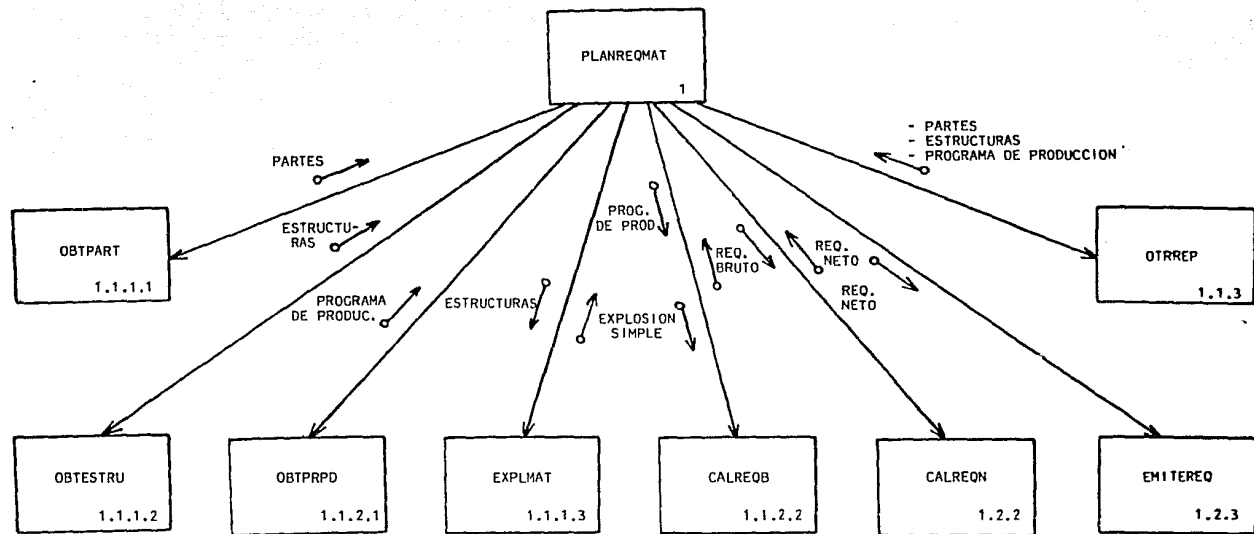 PLANREQMAT
1
- PARTES
- ESTRUCTURAS
- PROGRAMA DE PRODUCCION
PARTES
ESTRUCTU-
RAS
PROG.
DE PROD.
REQ.
BRUTO
REQ.
NETO
REQ.
NETO
OBTPART
1.1.1.1
OTRREP
1.1.3
PROGRAMA
DE PRODUC.
ESTRUCTURAS
EXPLOSION
SIMPLE
OBTESTRU
1.1.1.2
OBTPRPD
1.1.2.1
EXPLMAT
1.1.1.3
CALREQB
1.1.2.2
CALREQN
1.2.2
EMITEREQ
1.2.3